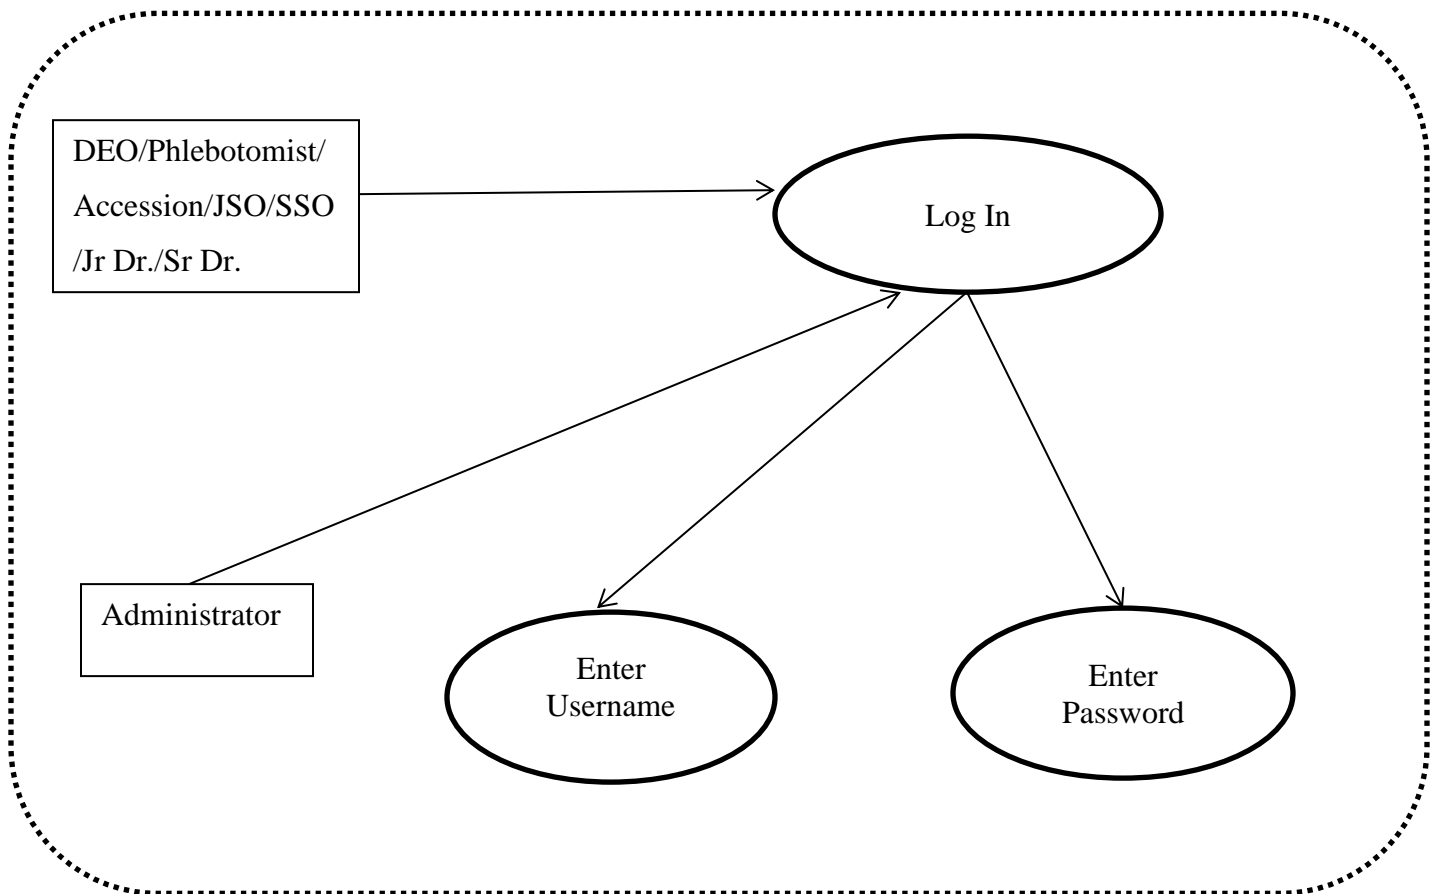 DEO/Phlebotomist/
Accession/JSO/SSO
/Jr Dr./Sr Dr.
Log In
Administrator
Enter
Username
Enter
Password